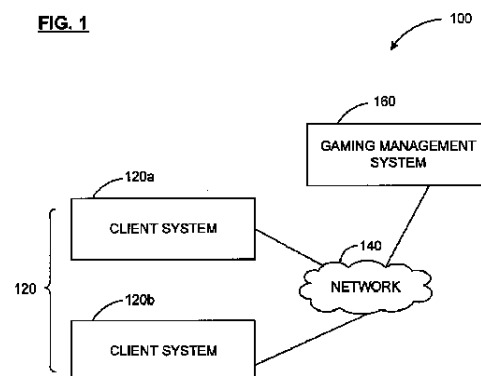 FIG. 1
100
160
GAMING MANAGEMENT
SYSTEM
120a
CLIENT SYSTEM
140
NETWORK
120
120b
CLIENT SYSTEM